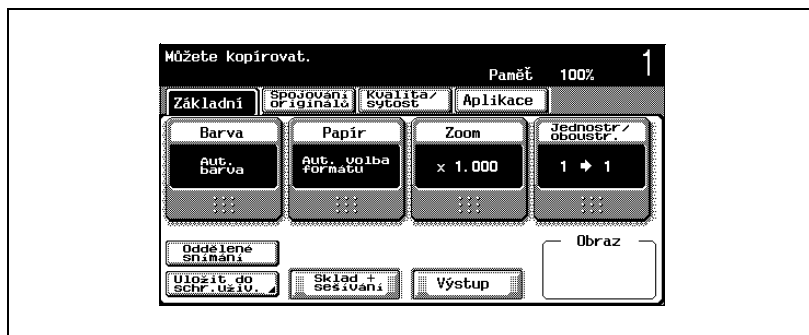 Můžete kopírovat.
1
Paměť 100%
Základní
Spojování
originálů
Kvalita/
sytost
Aplikace
Barva
Aut.
barva
Papír
Aut. volba
formátu
Zoom
x 1.000
Jednostr/
oboustr.
1 ➔ 1
Oddělené
snímání
Uložit do
schr.uživ.
Sklad +
sešívání
Výstup
Obraz